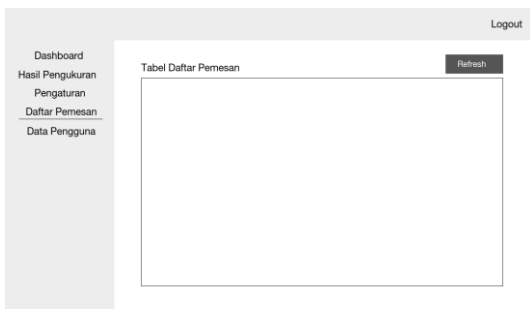 Logout
Dashboard
Hasil Pengukuran
Pengaturan
Daftar Pemesan
Data Pengguna
Tabel Daftar Pemesan
Refresh